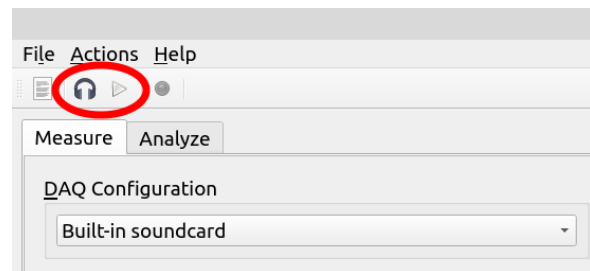 File Actions Help
Measure Analyze
DAQ Configuration
Built-in soundcard